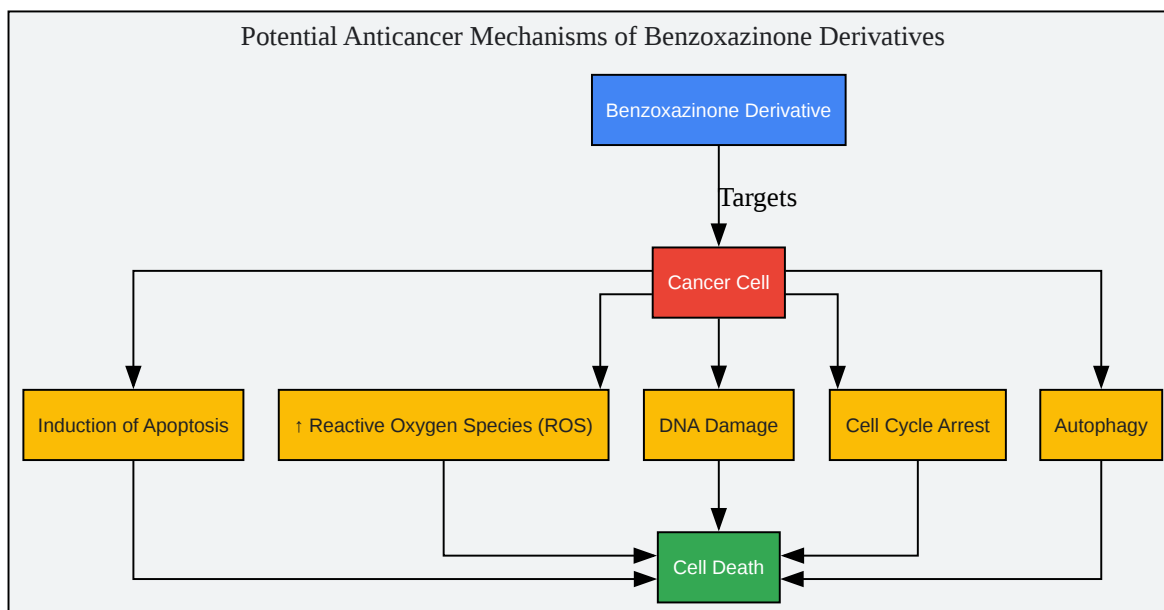 Potential Anticancer Mechanisms of Benzoxazinone Derivatives
Benzoxazinone Derivative
Targets
Cancer Cell
Induction of Apoptosis
↑ Reactive Oxygen Species (ROS)
DNA Damage
Cell Cycle Arrest
Autophagy
Cell Death